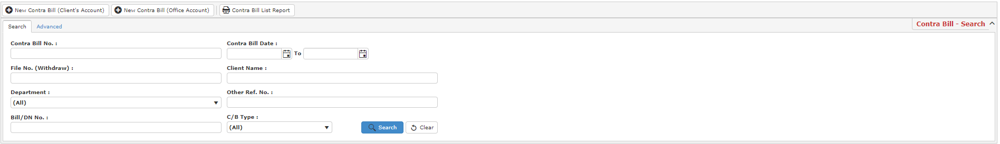 New Contra Bill (Client's Account) New Contra Bill (Office Account) Contra Bill List Report
Search Advanced Contra Bill - Search
Contra Bill No. : Contra Bill Date :
To
File No. (Withdraw) : Client Name :
Department : Other Ref. No. :
(All)
Bill/DN No. : C/B Type :
(All) Search Clear